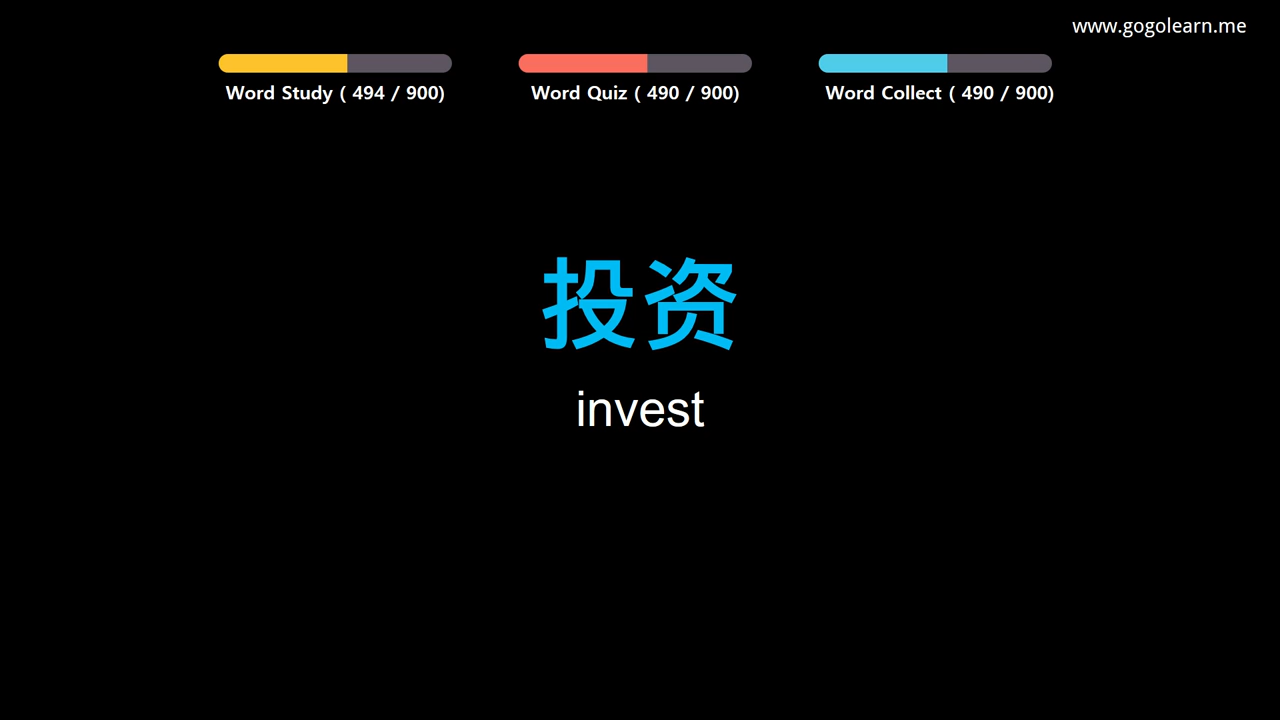 www.gogolearn.me
Word Study ( 494 / 900)
Word Quiz ( 490 / 900)
Word Collect ( 490 / 900)
投资
invest